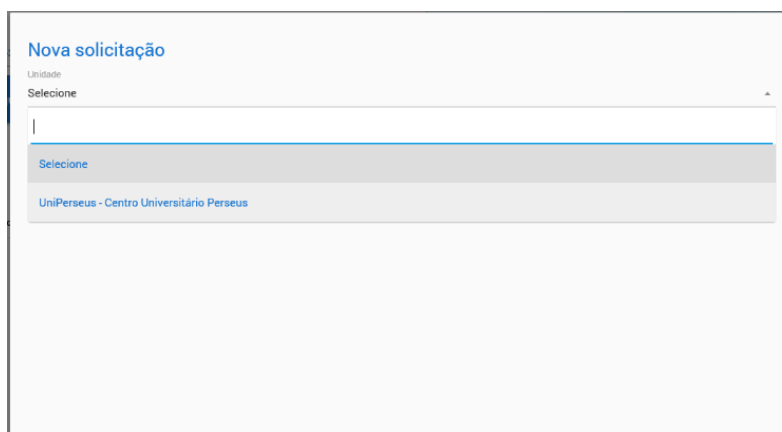 Nova solicitação
Unidade
Selecione
Selecione
UniPerseus - Centro Universitário Perseus